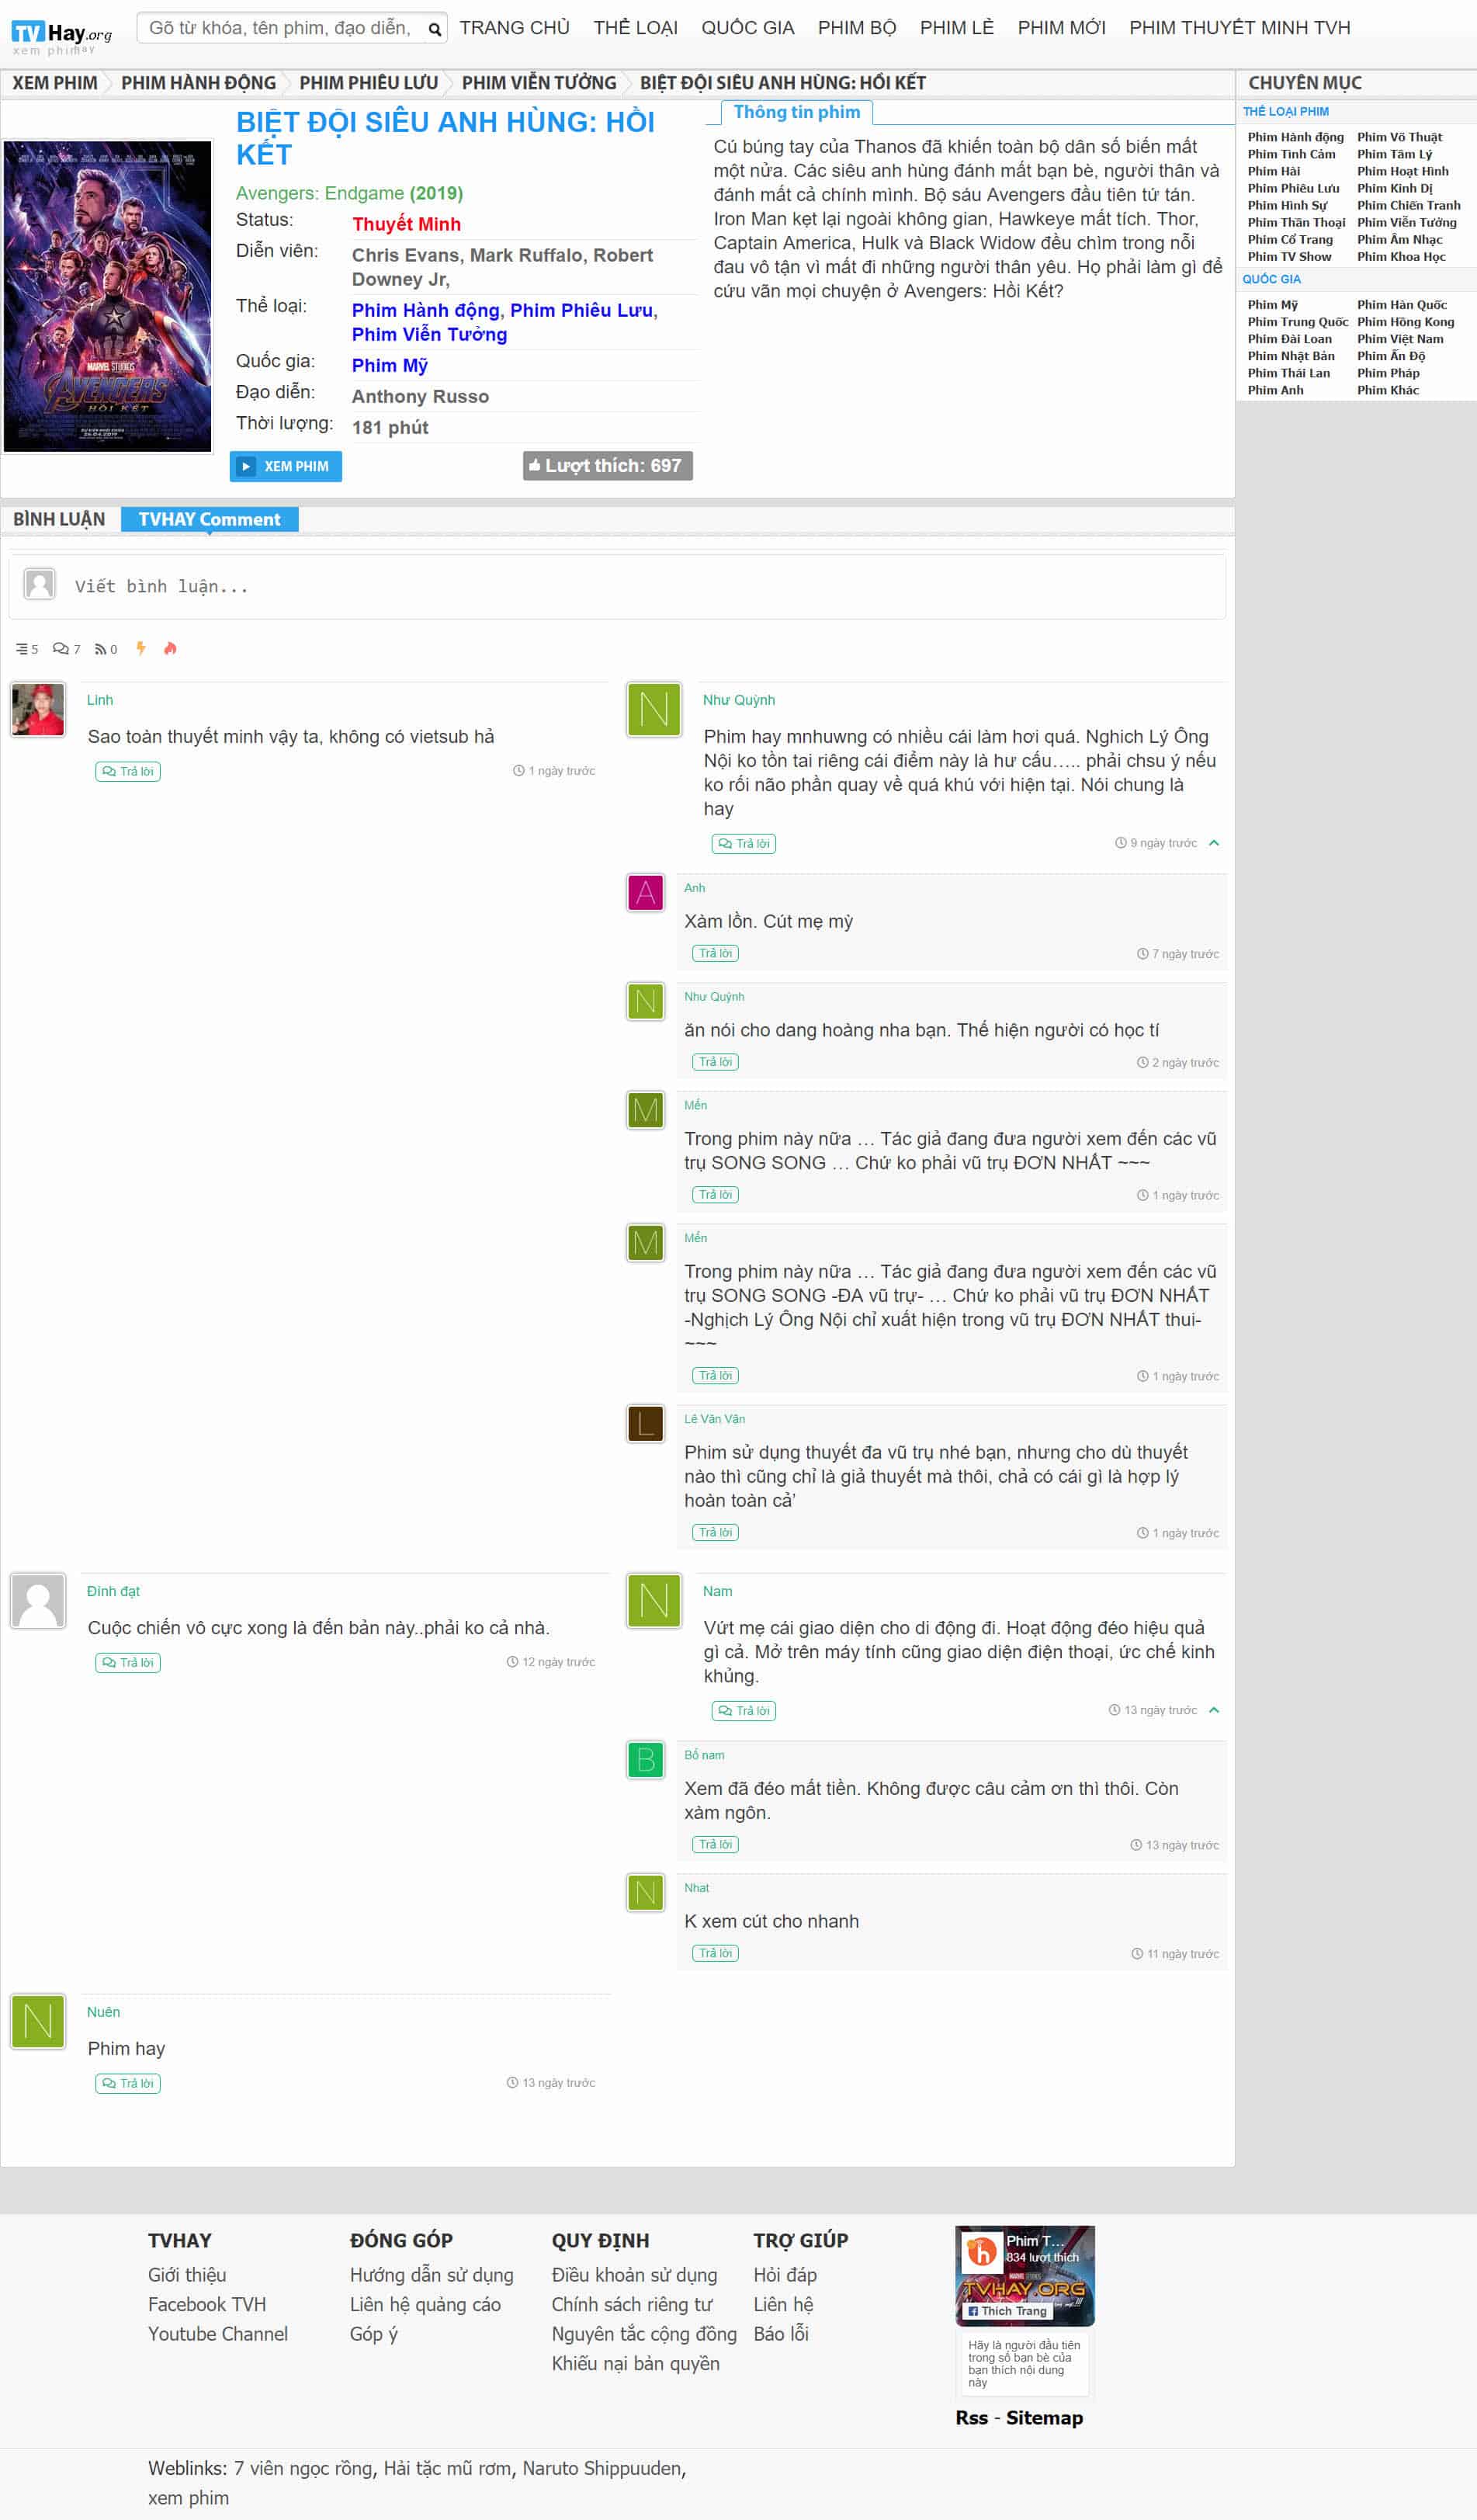 TV Hay.org
xem phim hay
Gõ từ khóa, tên phim, đạo diễn,
TRANG CHỦ THỂ LOẠI QUỐC GIA PHIM BỘ PHIM LẺ PHIM MỚI PHIM THUYẾT MINH TVH
XEM PHIM PHIM HÀNH ĐỘNG PHIM PHIÊU LƯU PHIM VIỄN TƯỞNG BIỆT ĐỘI SIÊU ANH HÙNG: HỒI KẾT
MARVEL STUDIOS
AVENGERS
HỒI KẾT
BIỆT ĐỘI SIÊU ANH HÙNG: HỒI
KẾT
Avengers: Endgame (2019)
Status: Thuyết Minh
Diễn viên: Chris Evans, Mark Ruffalo, Robert
Downey Jr,
Thể loại: Phim Hành động, Phim Phiêu Lưu,
Phim Viễn Tưởng
Quốc gia: Phim Mỹ
Đạo diễn: Anthony Russo
Thời lượng: 181 phút
XEM PHIM
Lượt thích: 697
Thông tin phim
Cú búng tay của Thanos đã khiến toàn bộ dân số biến mất
một nửa. Các siêu anh hùng đánh mất bạn bè, người thân và
đánh mất cả chính mình. Bộ sáu Avengers đầu tiên tứ tán.
Iron Man kẹt lại ngoài không gian, Hawkeye mất tích. Thor,
Captain America, Hulk và Black Widow đều chìm trong nỗi
đau vô tận vì mất đi những người thân yêu. Họ phải làm gì để
cứu vãn mọi chuyện ở Avengers: Hồi Kết?
CHUYÊN MỤC
THỂ LOẠI PHIM
Phim Hành động Phim Võ Thuật
Phim Tình Cảm Phim Tâm Lý
Phim Hài Phim Hoạt Hình
Phim Phiêu Lưu Phim Kinh Dị
Phim Hình Sự Phim Chiến Tranh
Phim Thần Thoại Phim Viễn Tưởng
Phim Cổ Trang Phim Âm Nhạc
Phim TV Show Phim Khoa Học
QUỐC GIA
Phim Mỹ Phim Hàn Quốc
Phim Trung Quốc Phim Hồng Kong
Phim Đài Loan Phim Việt Nam
Phim Nhật Bản Phim Ấn Độ
Phim Thái Lan Phim Pháp
Phim Anh Phim Khác
BÌNH LUẬN TVHAY Comment
Viết bình luận...
5 7 0
Linh
Sao toàn thuyết minh vậy ta, không có vietsub hả
Trả lời 1 ngày trước
N
Như Quỳnh
Phim hay mnhuwng có nhiều cái làm hơi quá. Nghich Lý Ông
Nội ko tồn tai riêng cái điểm này là hư cấu….. phải chsu ý nếu
ko rối não phần quay về quá khú với hiện tại. Nói chung là
hay
Trả lời 9 ngày trước
A
Anh
Xàm lồn. Cút mẹ mỳ
Trả lời 7 ngày trước
N
Như Quỳnh
ăn nói cho dang hoàng nha bạn. Thể hiện người có học tí
Trả lời 2 ngày trước
M
Mến
Trong phim này nữa … Tác giả đang đưa người xem đến các vũ
trụ SONG SONG … Chứ ko phải vũ trụ ĐƠN NHẤT ~~~
Trả lời 1 ngày trước
M
Mến
Trong phim này nữa … Tác giả đang đưa người xem đến các vũ
trụ SONG SONG -ĐA vũ trự- … Chứ ko phải vũ trụ ĐƠN NHẤT
-Nghịch Lý Ông Nội chỉ xuất hiện trong vũ trụ ĐƠN NHẤT thui-
~~~
Trả lời 1 ngày trước
L
Lê Văn Vân
Phim sử dụng thuyết đa vũ trụ nhé bạn, nhưng cho dù thuyết
nào thì cũng chỉ là giả thuyết mà thôi, chả có cái gì là hợp lý
hoàn toàn cả’
Trả lời 1 ngày trước
Đình đạt
Cuộc chiến vô cực xong là đến bản này..phải ko cả nhà.
Trả lời 12 ngày trước
N
Nam
Vứt mẹ cái giao diện cho di động đi. Hoạt động đéo hiệu quả
gì cả. Mở trên máy tính cũng giao diện điện thoại, ức chế kinh
khủng.
Trả lời 13 ngày trước
B
Bố nam
Xem đã đéo mất tiền. Không được câu cảm ơn thì thôi. Còn
xàm ngôn.
Trả lời 13 ngày trước
N
Nhat
K xem cút cho nhanh
Trả lời 11 ngày trước
N
Nuên
Phim hay
Trả lời 13 ngày trước
TVHAY
Giới thiệu
Facebook TVH
Youtube Channel
ĐÓNG GÓP
Hướng dẫn sử dụng
Liên hệ quảng cáo
Góp ý
QUY ĐỊNH
Điều khoản sử dụng
Chính sách riêng tư
Nguyên tắc cộng đồng
Khiếu nại bản quyền
TRỢ GIÚP
Hỏi đáp
Liên hệ
Báo lỗi
Phim T…
834 lượt thích
TVHAY.ORG
Thích Trang
Hãy là người đầu tiên
trong số bạn bè của
bạn thích nội dung
này
Rss - Sitemap
Weblinks: 7 viên ngọc rồng, Hải tặc mũ rơm, Naruto Shippuuden,
xem phim